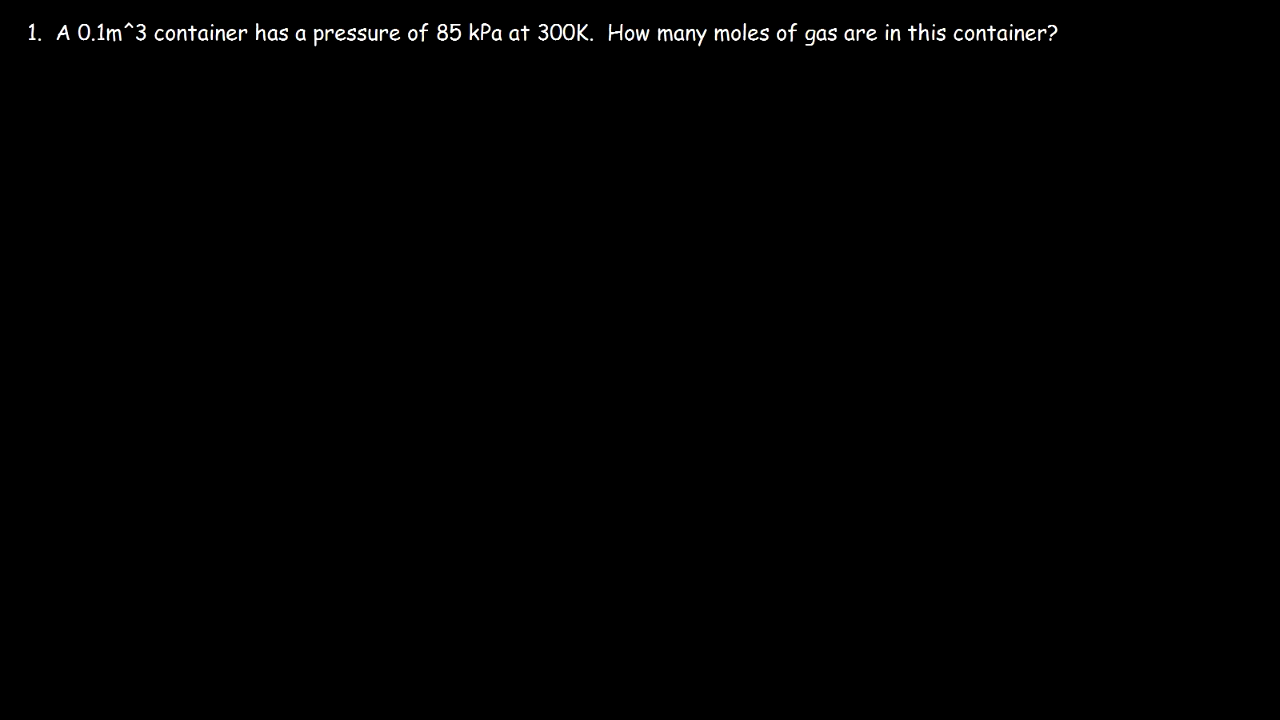 1. A 0.1m^3 container has a pressure of 85 kPa at 300K. How many moles of gas are in this container?